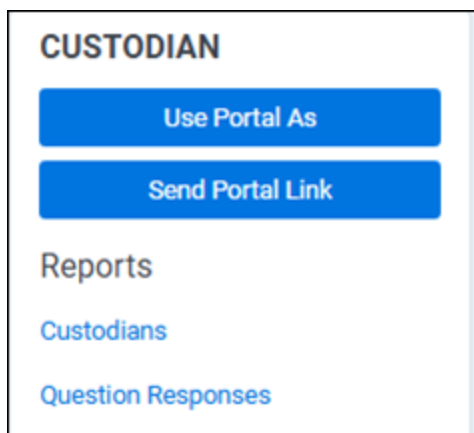 CUSTODIAN
Use Portal As
Send Portal Link
Reports
Custodians
Question Responses